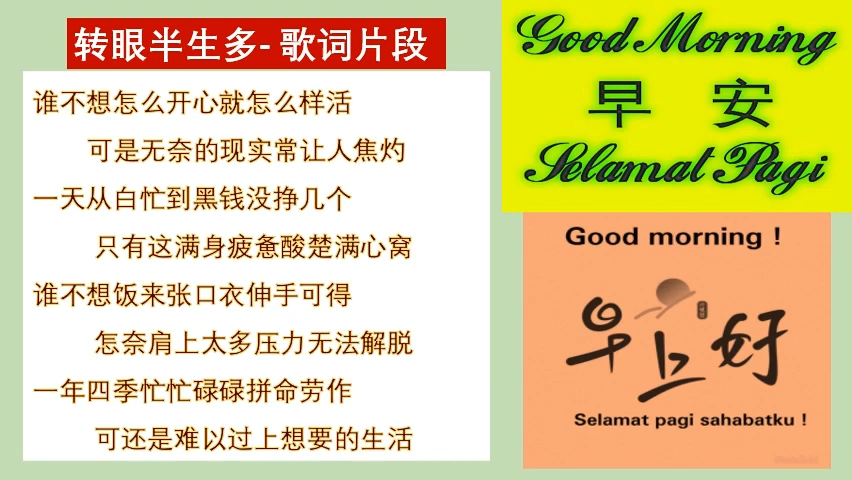 转眼半生多- 歌词片段
谁不想怎么开心就怎么样活
可是无奈的现实常让人焦灼
一天从白忙到黑钱没挣几个
只有这满身疲惫酸楚满心窝
谁不想饭来张口衣伸手可得
怎奈肩上太多压力无法解脱
一年四季忙忙碌碌拼命劳作
可还是难以过上想要的生活
Good Morning
早 安
Selamat Pagi
Good morning !
早上好
Selamat pagi sahabatku !